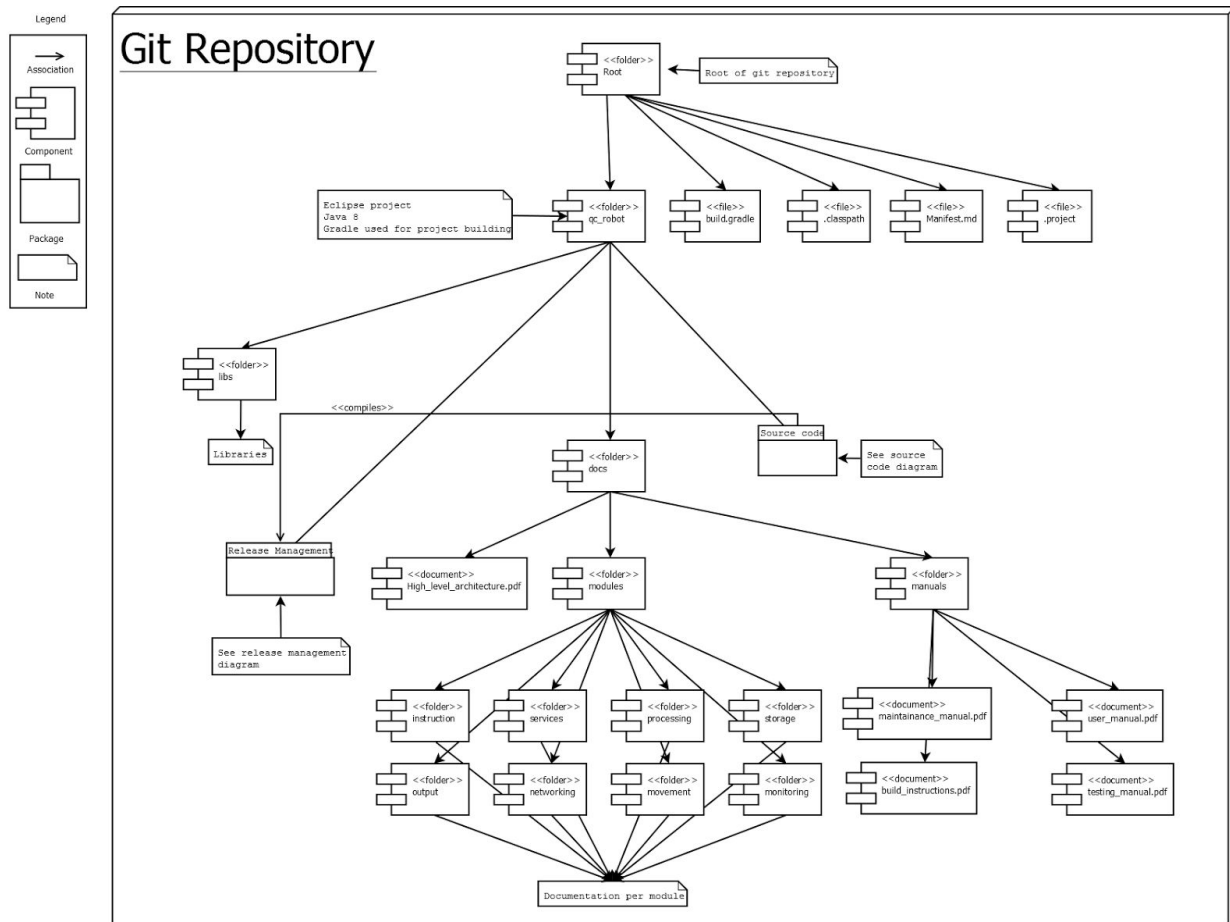 Legend
Association
Component
Package
Note
Git Repository
<<folder>>
Root
Root of git repository
Eclipse project
Java 8
Gradle used for project building
<<folder>>
qc_robot
<<file>>
build.gradle
<<file>>
.classpath
<<file>>
Manifest.md
<<file>>
.project
<<folder>>
libs
<<compiles>>
Libraries
Source code
See source
code diagram
<<folder>>
docs
Release Management
See release management
diagram
<<document>>
High_level_architecture.pdf
<<folder>>
modules
<<folder>>
manuals
<<folder>>
instruction
<<folder>>
services
<<folder>>
processing
<<folder>>
storage
<<document>>
maintainance_manual.pdf
<<document>>
user_manual.pdf
<<folder>>
output
<<folder>>
networking
<<folder>>
movement
<<folder>>
monitoring
<<document>>
build_instructions.pdf
<<document>>
testing_manual.pdf
Documentation per module